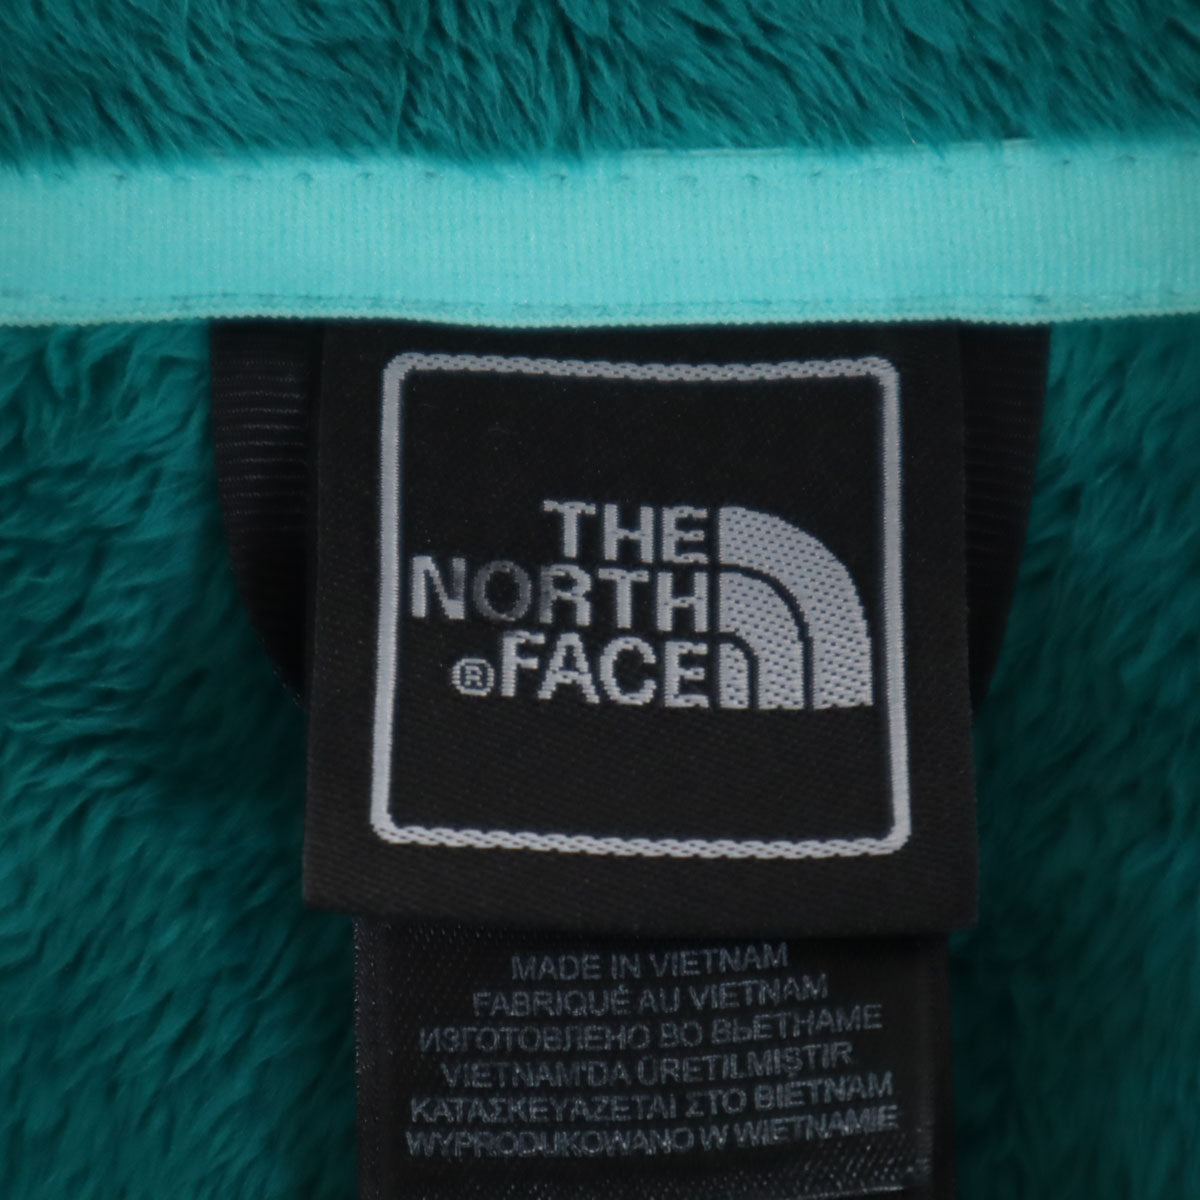 THE
NORTH
®FACE
MADE IN VIETNAM
FABRIQUÉ AU VIETNAM
ИЗГОТОВЛЕНО ВО ВЬЕТНАМЕ
VIETNAM'DA ÜRETILMIŞTIR
ΚΑΤΑΣΚΕΥΑΖΕΤΑΙ ΣΤΟ ΒΙΕΤΝΑΜ
WYPRODUKOWANO W WIETNAMIE